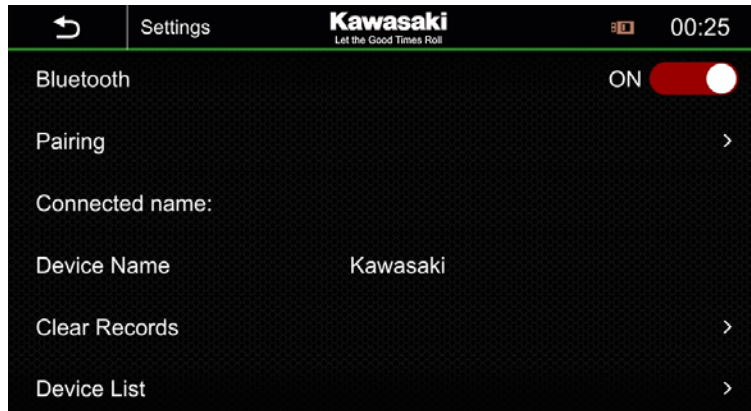 Settings
Kawasaki
Let the Good Times Roll
00:25
Bluetooth
ON
Pairing
Connected name:
Device Name
Kawasaki
Clear Records
Device List